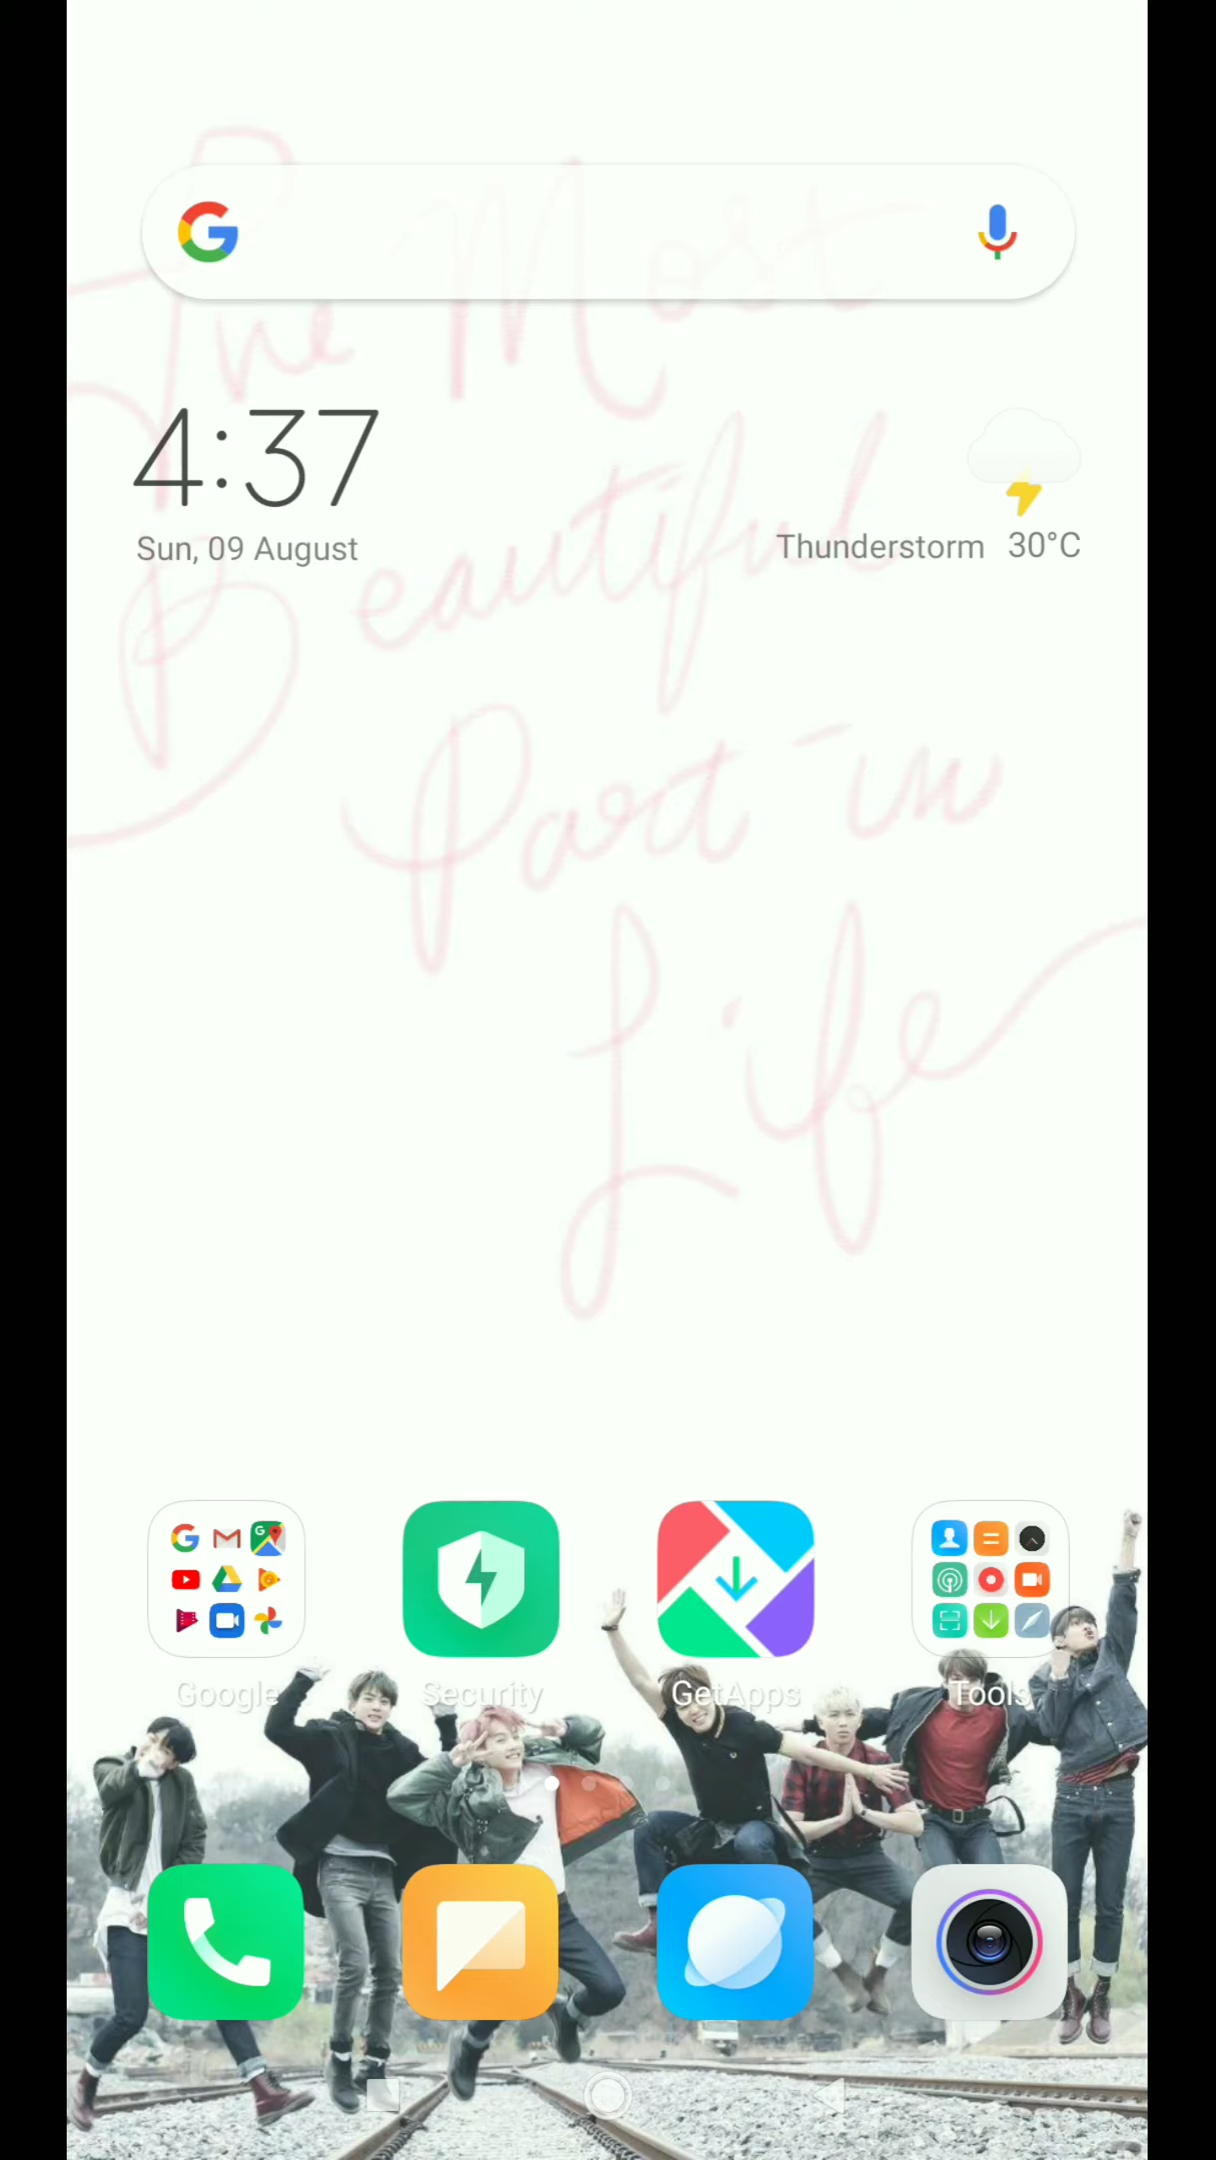 The Most
4:37
Sun, 09 August
Thunderstorm 30°C
Beautiful
Part in
Life
Google
Security
GetApps
Tools